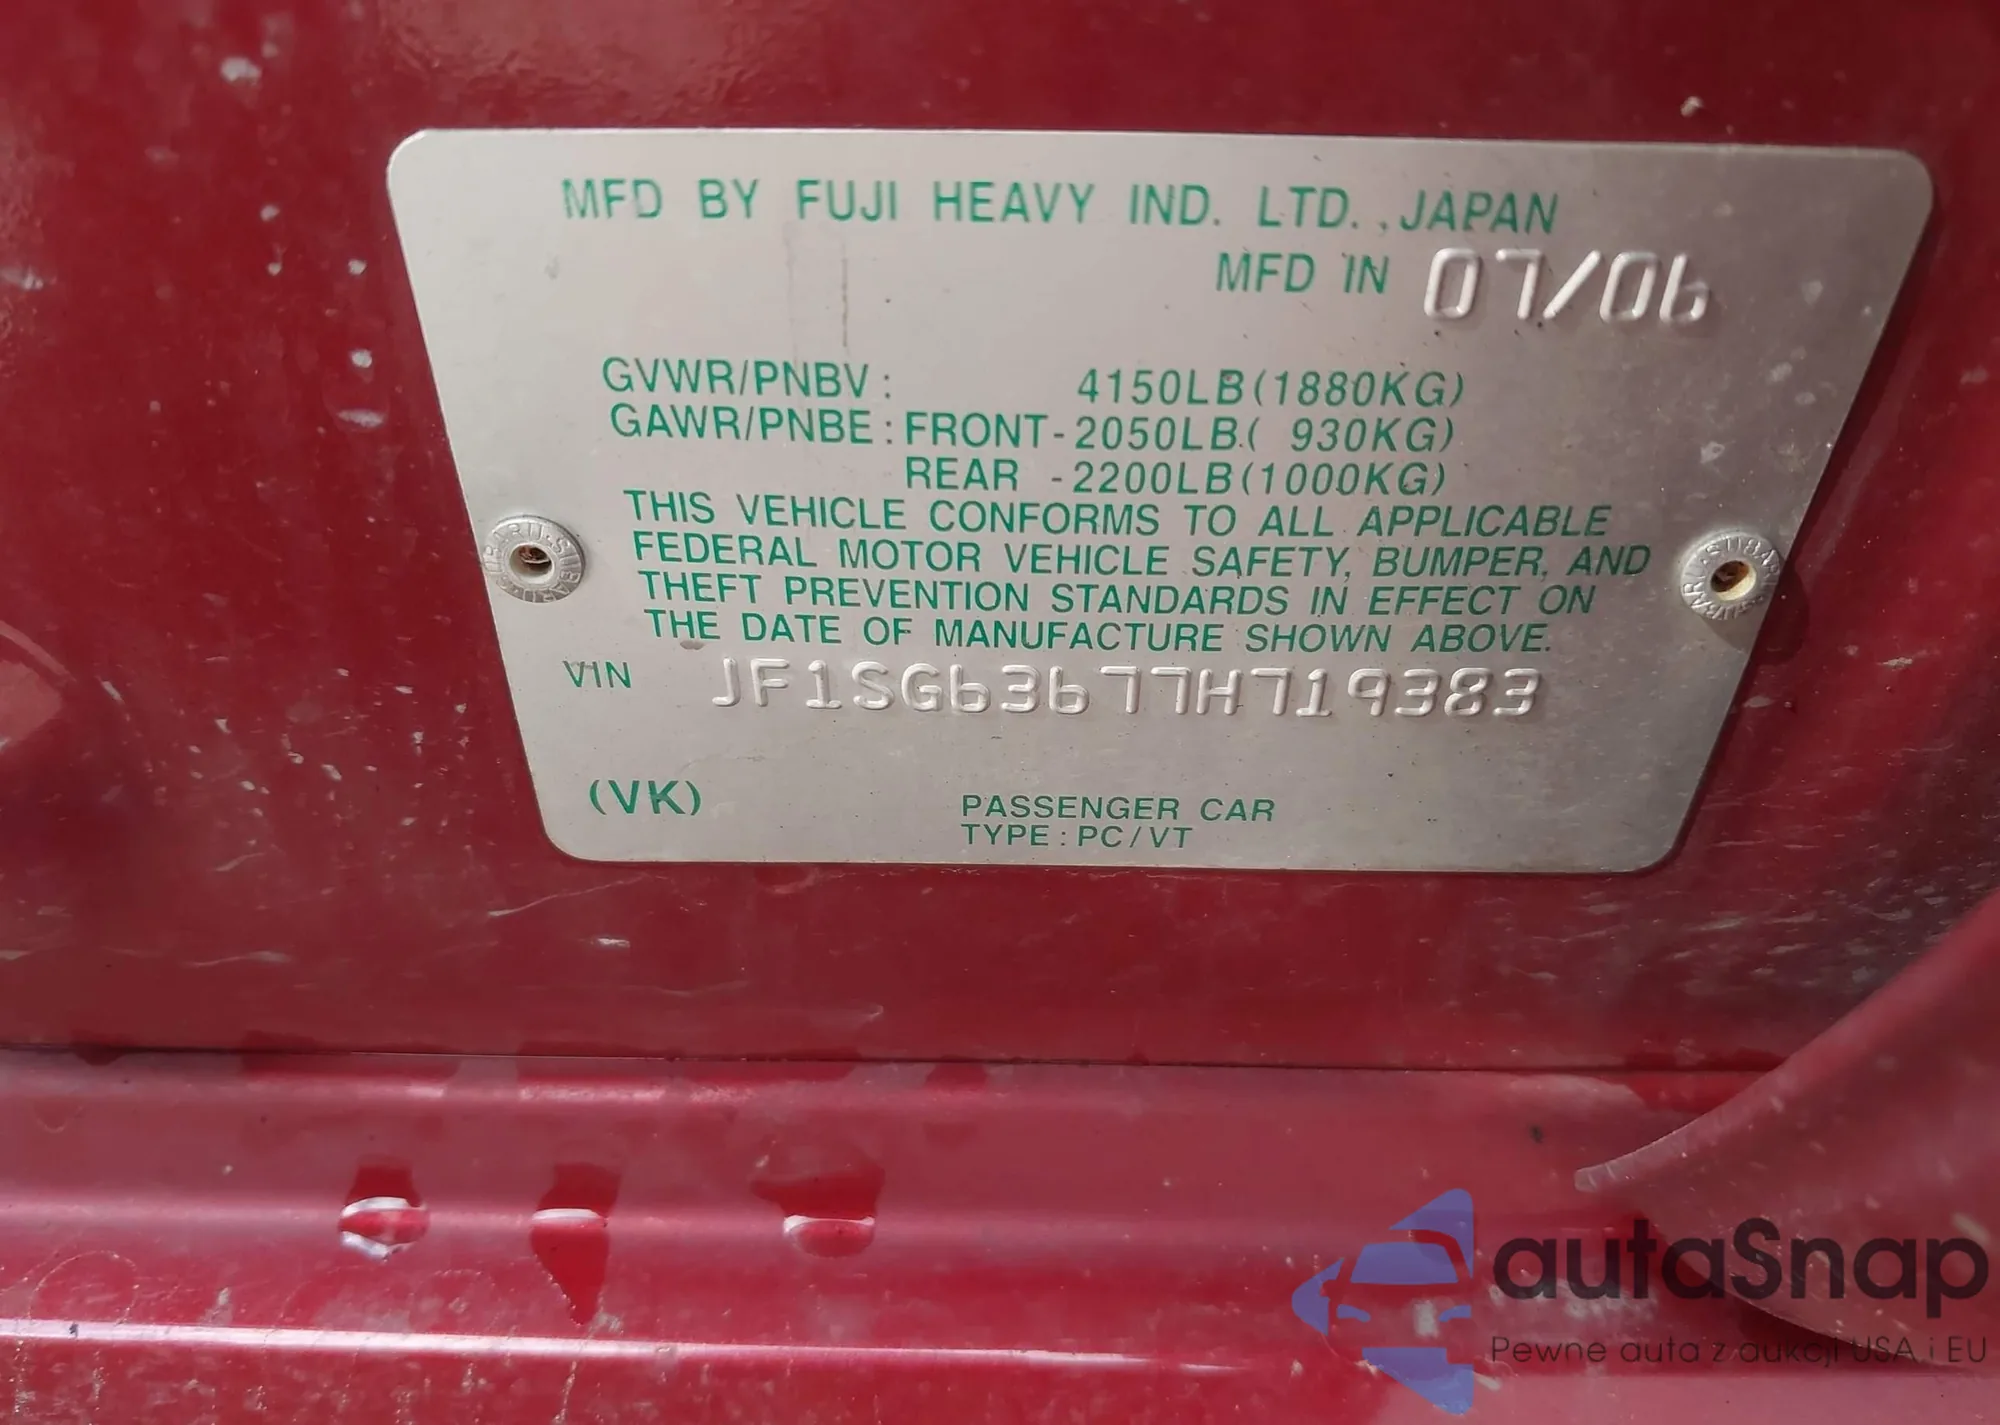 MFD BY FUJI HEAVY IND. LTD., JAPAN
MFD IN 07/06
GVWR/PNBV: 4150LB(1880KG)
GAWR/PNBE: FRONT-2050LB.( 930KG)
REAR -2200LB(1000KG)
THIS VEHICLE CONFORMS TO ALL APPLICABLE
FEDERAL MOTOR VEHICLE SAFETY, BUMPER, AND
THEFT PREVENTION STANDARDS IN EFFECT ON
THE DATE OF MANUFACTURE SHOWN ABOVE.
VIN JF1SG63677H719383
(VK) PASSENGER CAR
TYPE: PC/VT
autaSnap
Pewne auta z aukcji USA i EU